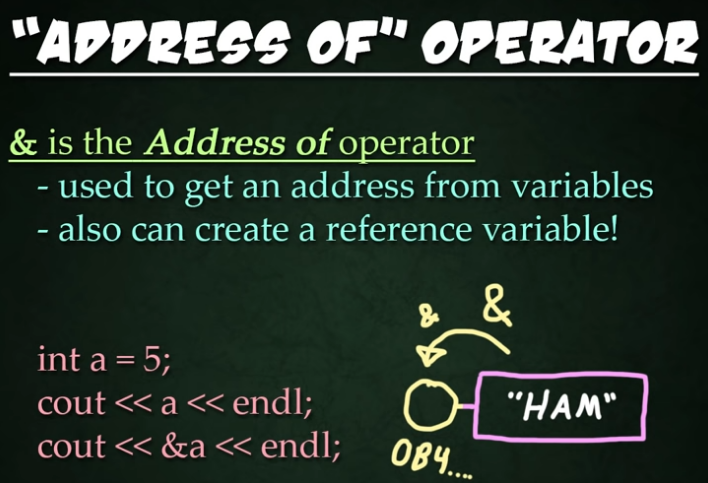 "ADDRESS OF" OPERATOR
& is the Address of operator
- used to get an address from variables
- also can create a reference variable!
int a = 5;
cout << a << endl;
cout << &a << endl;
& &
"HAM"
0B4....